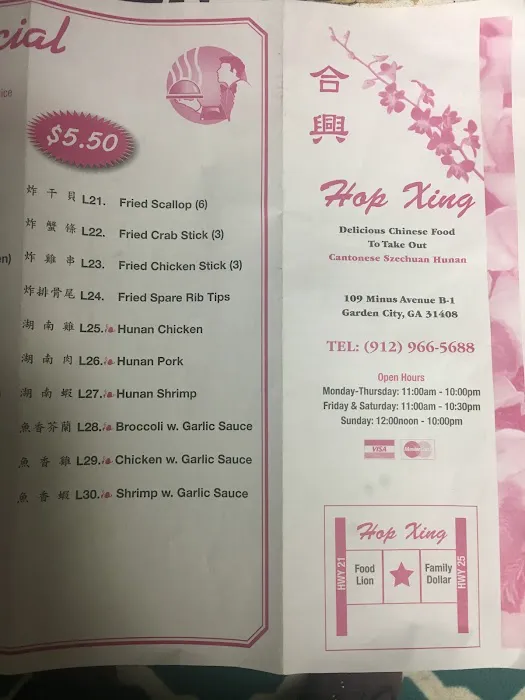 cial
ice
$5.50
炸干貝 L21. Fried Scallop (6)
炸蟹條 L22. Fried Crab Stick (3)
n) 炸雞串 L23. Fried Chicken Stick (3)
炸排骨尾 L24. Fried Spare Rib Tips
湖南雞 L25. Hunan Chicken
湖南肉 L26. Hunan Pork
湖南蝦 L27. Hunan Shrimp
魚香芥蘭 L28. Broccoli w. Garlic Sauce
魚香雞 L29. Chicken w. Garlic Sauce
魚香蝦 L30. Shrimp w. Garlic Sauce
合
興
Hop Xing
Delicious Chinese Food
To Take Out
Cantonese Szechuan Hunan
109 Minus Avenue B-1
Garden City, GA 31408
TEL: (912) 966-5688
Open Hours
Monday-Thursday: 11:00am - 10:00pm
Friday & Saturday: 11:00am - 10:30pm
Sunday: 12:00noon - 10:00pm
VISA MasterCard
Hop Xing
HWY 21
Food
Lion
Family
Dollar
HWY 25